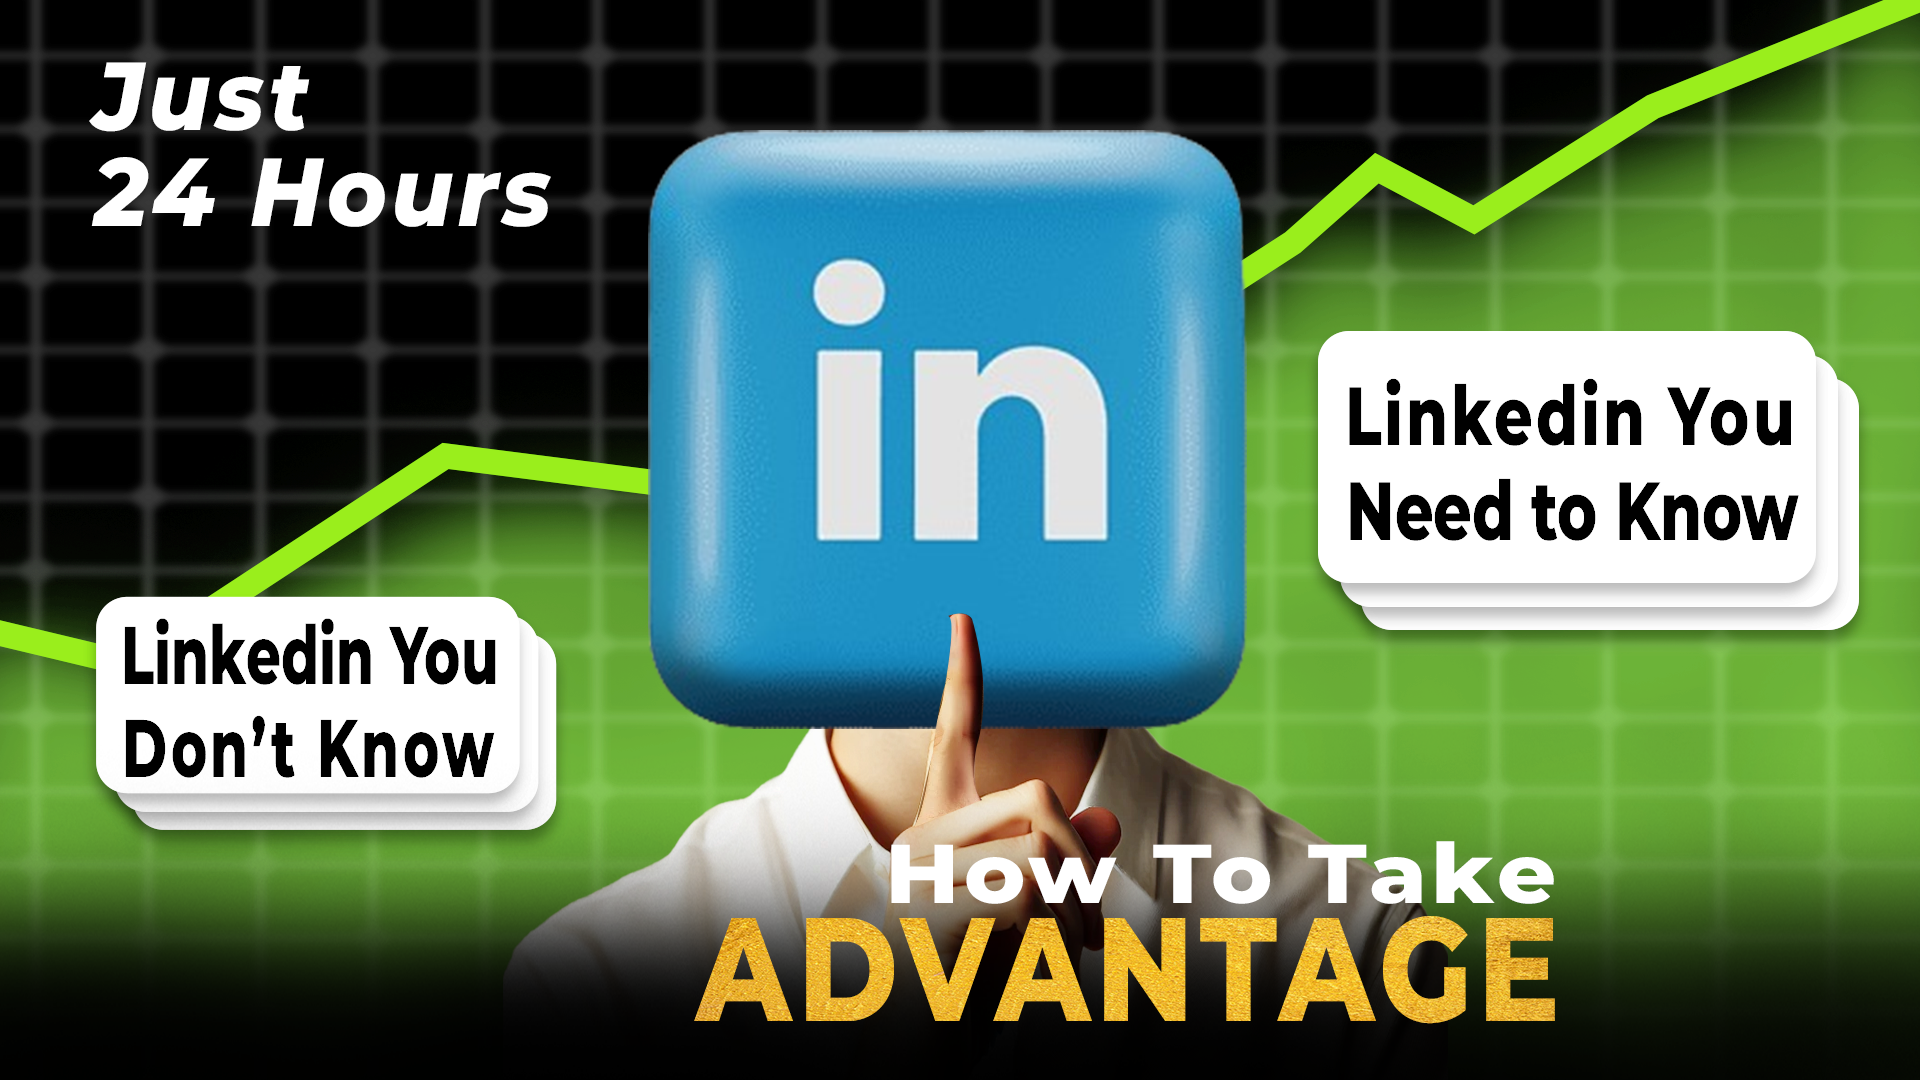 Just
24 Hours
in
Linkedin You
Need to Know
Linkedin You
Don't Know
How To Take
ADVANTAGE